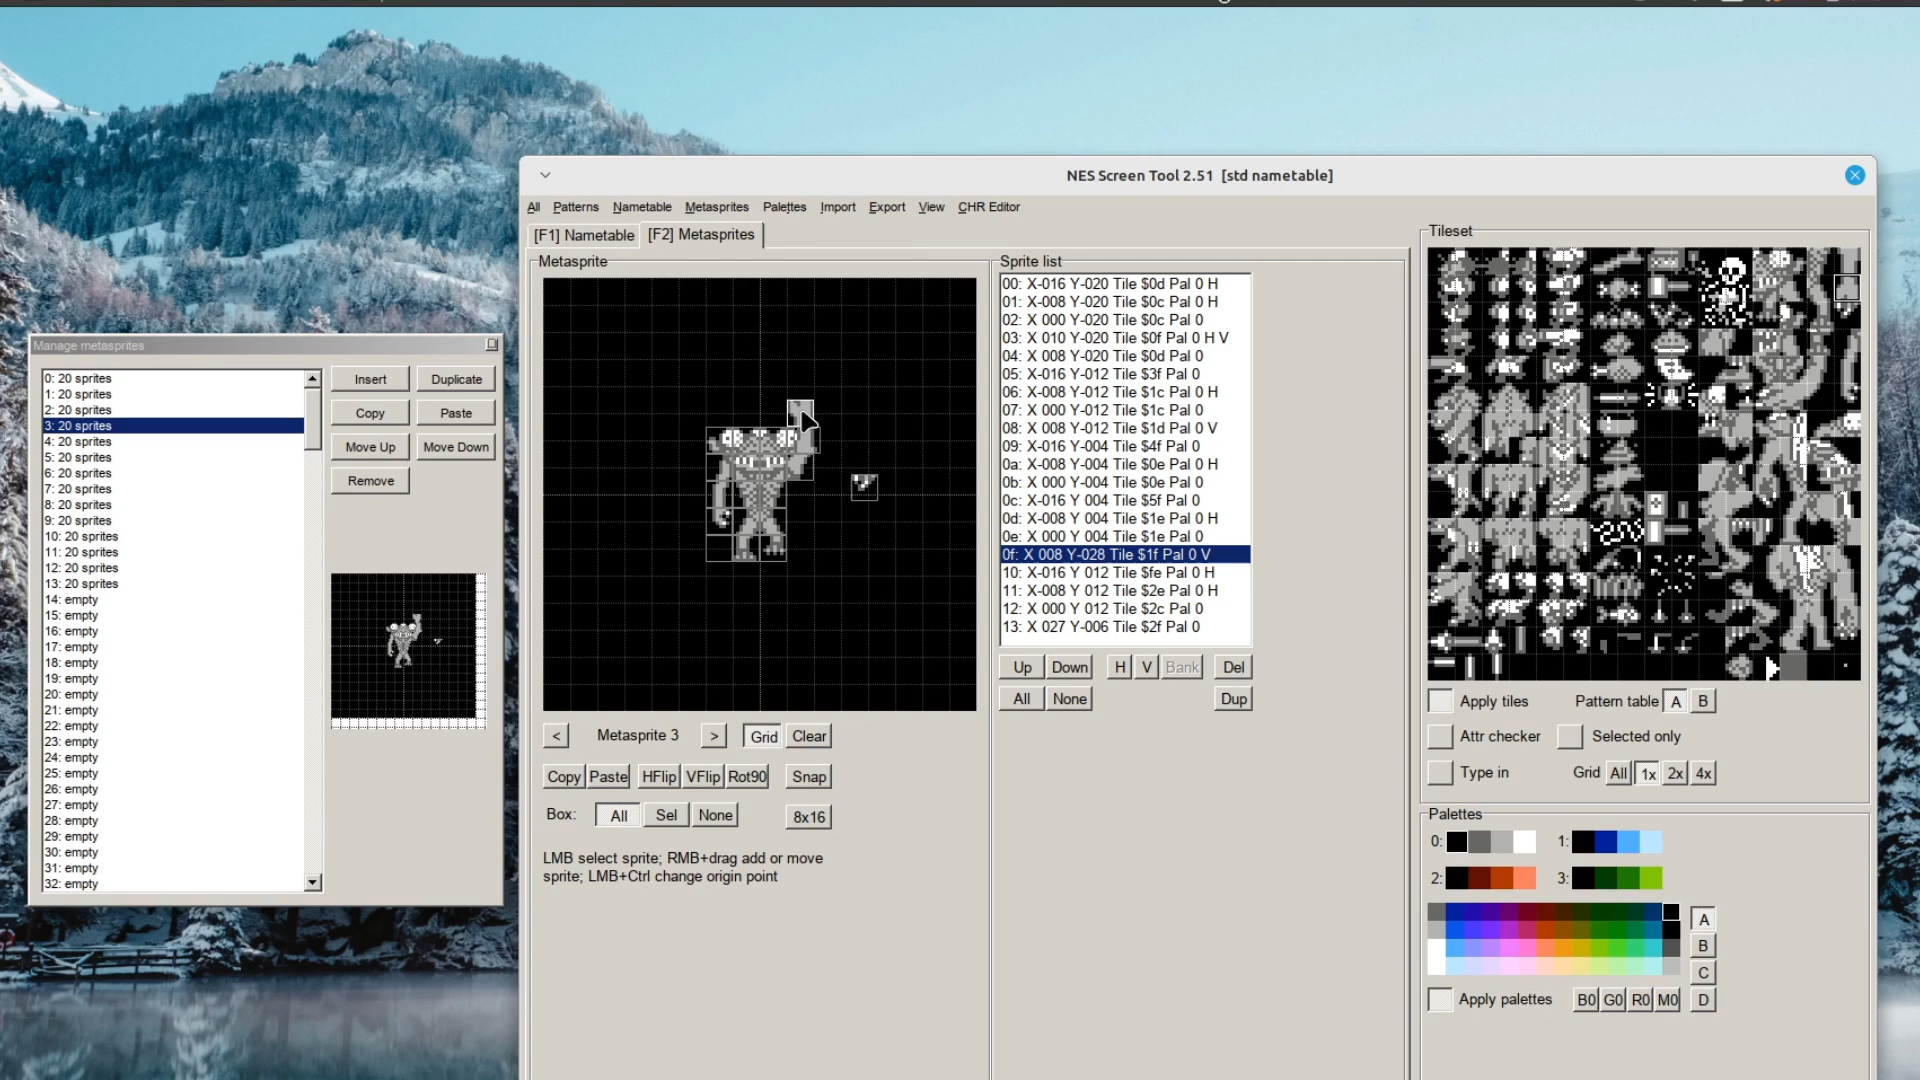 NES Screen Tool 2.51 [std nametable]
All Patterns Nametable Metasprites Palettes Import Export View CHR Editor
[F1] Nametable [F2] Metasprites
Metasprite
Sprite list
00: X-016 Y-020 Tile $0d Pal 0 H
01: X-008 Y-020 Tile $0c Pal 0 H
02: X 000 Y-020 Tile $0c Pal 0
03: X 010 Y-020 Tile $0f Pal 0 H V
04: X 008 Y-020 Tile $0d Pal 0
05: X-016 Y-012 Tile $3f Pal 0
06: X-008 Y-012 Tile $1c Pal 0 H
07: X 000 Y-012 Tile $1c Pal 0
08: X 008 Y-012 Tile $1d Pal 0 V
09: X-016 Y-004 Tile $4f Pal 0
0a: X-008 Y-004 Tile $0e Pal 0 H
0b: X 000 Y-004 Tile $0e Pal 0
0c: X-016 Y 004 Tile $5f Pal 0
0d: X-008 Y 004 Tile $1e Pal 0 H
0e: X 000 Y 004 Tile $1e Pal 0
0f: X 008 Y-028 Tile $1f Pal 0 V
10: X-016 Y 012 Tile $fe Pal 0 H
11: X-008 Y 012 Tile $2e Pal 0 H
12: X 000 Y 012 Tile $2c Pal 0
13: X 027 Y-006 Tile $2f Pal 0
Up Down H V Bank Del
All None Dup
< Metasprite 3 > Grid Clear
Copy Paste HFlip VFlip Rot90 Snap
Box: All Sel None 8x16
LMB select sprite; RMB+drag add or move
sprite; LMB+Ctrl change origin point
Tileset
Apply tiles Pattern table A B
Attr checker Selected only
Type in Grid All 1x 2x 4x
Palettes
0: 1:
2: 3:
A
B
C
Apply palettes B0 G0 R0 M0 D
Manage metasprites
0: 20 sprites
1: 20 sprites
2: 20 sprites
3: 20 sprites
4: 20 sprites
5: 20 sprites
6: 20 sprites
7: 20 sprites
8: 20 sprites
9: 20 sprites
10: 20 sprites
11: 20 sprites
12: 20 sprites
13: 20 sprites
14: empty
15: empty
16: empty
17: empty
18: empty
19: empty
20: empty
21: empty
22: empty
23: empty
24: empty
25: empty
26: empty
27: empty
28: empty
29: empty
30: empty
31: empty
32: empty
Insert Duplicate
Copy Paste
Move Up Move Down
Remove